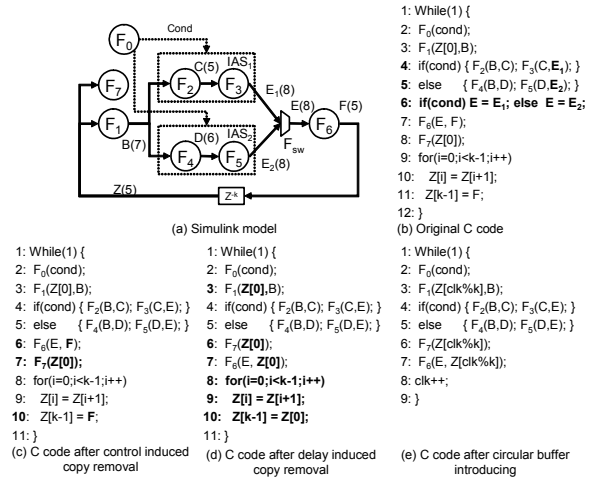 Cond
F0
IAS1
C(5)
F2
F3
F7
E1(8)
E(8)
F(5)
F1
F6
B(7)
D(6)
IAS2
Fsw
F4
F5
E2(8)
Z(5)
Z-k
(a) Simulink model
1: While(1) {
2: F0(cond);
3: F1(Z[0],B);
4: if(cond) { F2(B,C); F3(C,E1); }
5: else { F4(B,D); F5(D,E2); }
6: if(cond) E = E1; else E = E2;
7: F6(E, F);
8: F7(Z[0]);
9: for(i=0;i<k-1;i++)
10: Z[i] = Z[i+1];
11: Z[k-1] = F;
12: }
(b) Original C code
1: While(1) {
2: F0(cond);
3: F1(Z[0],B);
4: if(cond) { F2(B,C); F3(C,E); }
5: else { F4(B,D); F5(D,E); }
6: F6(E, F);
7: F7(Z[0]);
8: for(i=0;i<k-1;i++)
9: Z[i] = Z[i+1];
10: Z[k-1] = F;
11: }
(c) C code after control induced
copy removal
1: While(1) {
2: F0(cond);
3: F1(Z[0],B);
4: if(cond) { F2(B,C); F3(C,E); }
5: else { F4(B,D); F5(D,E); }
6: F7(Z[0]);
7: F6(E, Z[0]);
8: for(i=0;i<k-1;i++)
9: Z[i] = Z[i+1];
10: Z[k-1] = Z[0];
11: }
(d) C code after delay induced
copy removal
1: While(1) {
2: F0(cond);
3: F1(Z[clk%k],B);
4: if(cond) { F2(B,C); F3(C,E); }
5: else { F4(B,D); F5(D,E); }
6: F7(Z[clk%k]);
7: F6(E, Z[clk%k]);
8: clk++;
9: }
(e) C code after circular buffer
introducing